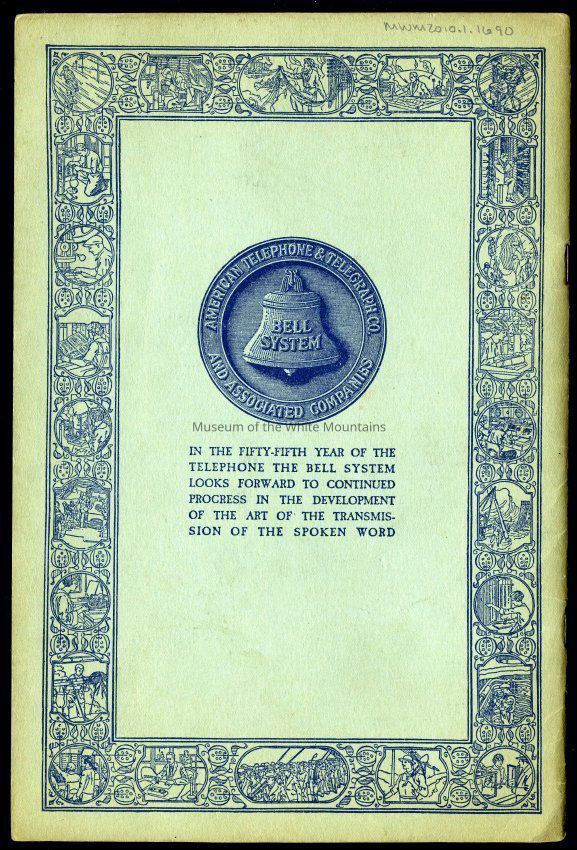 MWM2010.1.1690
AMERICAN TELEPHONE & TELEGRAPH CO.
BELL
SYSTEM
AND ASSOCIATED COMPANIES
Museum of the White Mountains
IN THE FIFTY-FIFTH YEAR OF THE
TELEPHONE THE BELL SYSTEM
LOOKS FORWARD TO CONTINUED
PROGRESS IN THE DEVELOPMENT
OF THE ART OF THE TRANSMIS-
SION OF THE SPOKEN WORD